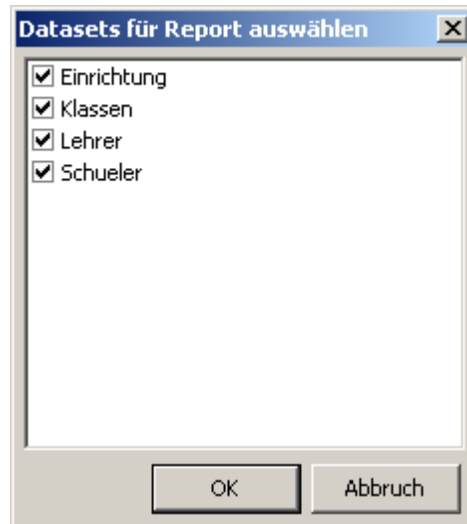 Datasets für Report auswählen
Einrichtung
Klassen
Lehrer
Schueler
OK
Abbruch